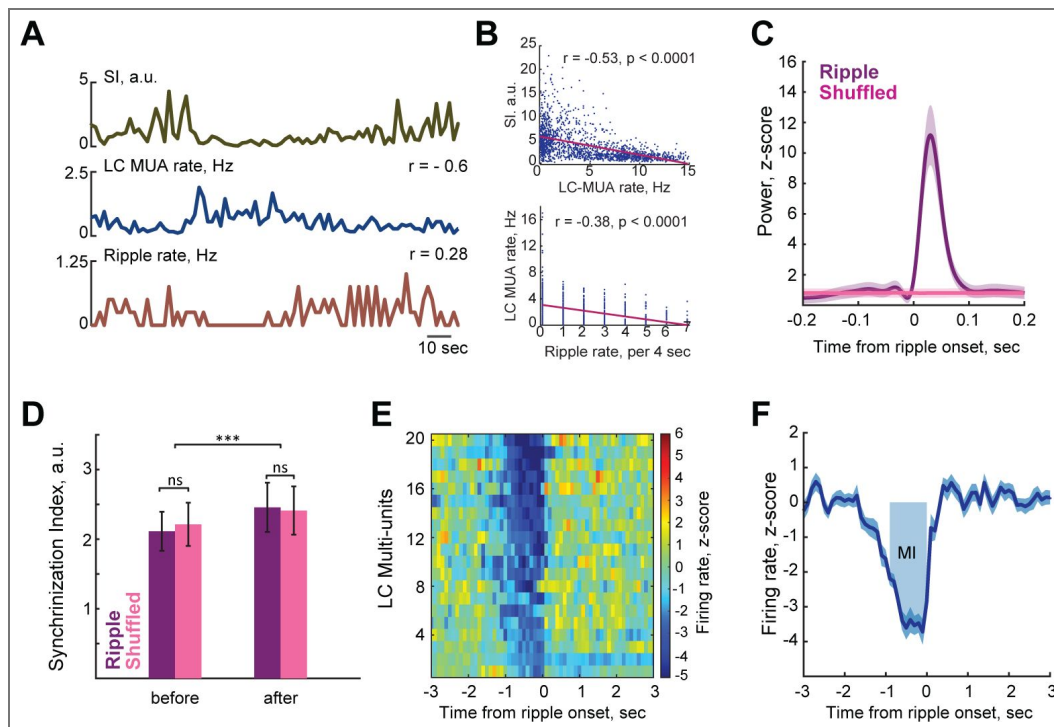 A
SI, a.u.
5
0
LC MUA rate, Hz
r = - 0.6
2.5
0
Ripple rate, Hz
r = 0.28
1.25
0
10 sec
B
r = -0.53, p < 0.0001
SI. a.u.
25
20
15
10
5
0
0 5 10 15
LC-MUA rate, Hz
r = -0.38, p < 0.0001
LC MUA rate, Hz
16
12
8
4
0
0 1 2 3 4 5 6 7
Ripple rate, per 4 sec
C
Ripple
Shuffled
Power, z-score
16
14
12
10
8
6
4
2
0
-0.2 -0.1 0 0.1 0.2
Time from ripple onset, sec
D
Synchrinization Index, a.u.
3
2
1
***
ns
ns
Ripple
Shuffled
before after
E
LC Multi-units
20
18
16
14
12
10
8
6
4
2
-3 -2 -1 0 1 2 3
Time from ripple onset, sec
6
5
4
3
2
1
0
-1
-2
-3
-4
-5
Firing rate, z-score
F
Firing rate, z-score
2
1
0
-1
-2
-3
-4
MI
-3 -2 -1 0 1 2 3
Time from ripple onset, sec